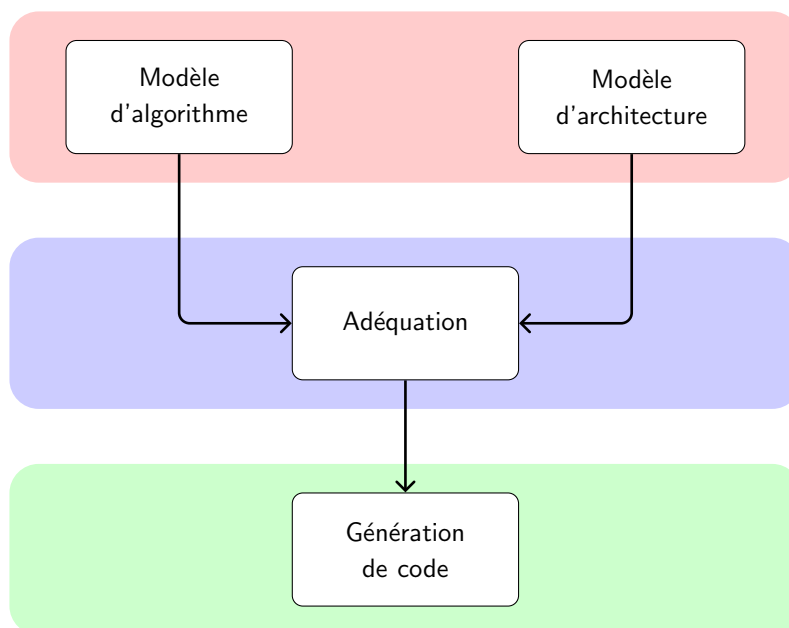 Modèle
d'algorithme
Modèle
d'architecture
Adéquation
Génération
de code